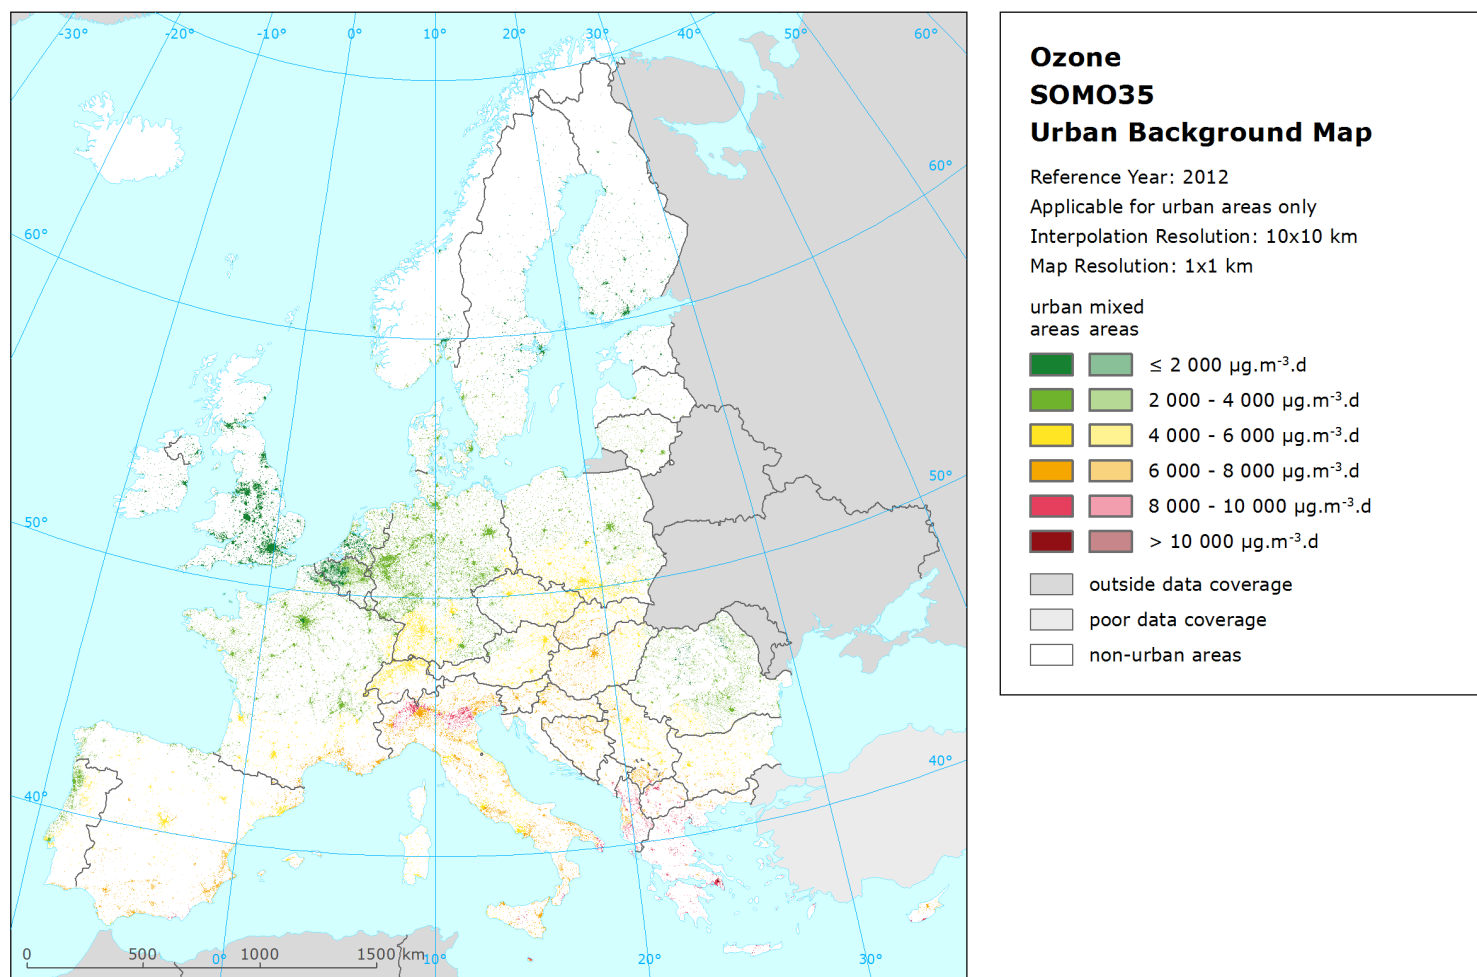 -30°
-20°
-10°
0°
10°
20°
30°
40°
50°
60°
60°
60°
50°
50°
40°
40°
0
500
1000
1500 km
0°
10°
20°
30°
Ozone
SOMO35
Urban Background Map
Reference Year: 2012
Applicable for urban areas only
Interpolation Resolution: 10x10 km
Map Resolution: 1x1 km
urban mixed
areas areas
≤ 2 000 µg.m⁻³.d
2 000 - 4 000 µg.m⁻³.d
4 000 - 6 000 µg.m⁻³.d
6 000 - 8 000 µg.m⁻³.d
8 000 - 10 000 µg.m⁻³.d
> 10 000 µg.m⁻³.d
outside data coverage
poor data coverage
non-urban areas